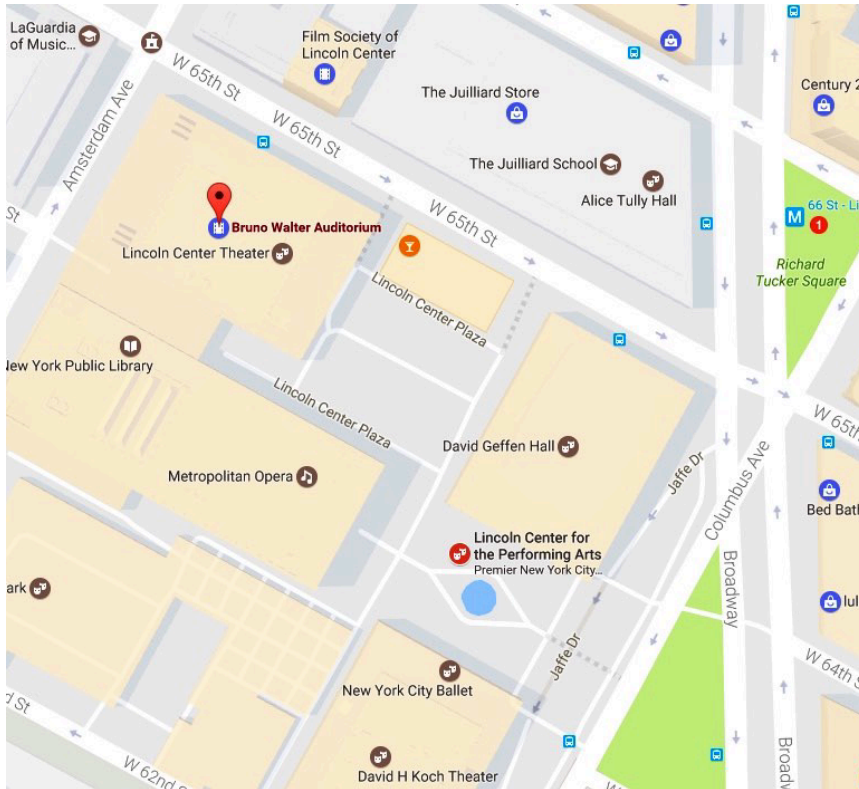 LaGuardia
of Music...
Film Society of
Lincoln Center
W 65th St
Amsterdam Ave
W 65th St
The Juilliard Store
Century 2
The Juilliard School
Alice Tully Hall
W 65th St
66 St - Li
M
1
St
Bruno Walter Auditorium
Lincoln Center Theater
Richard
Tucker Square
Lincoln Center Plaza
New York Public Library
Lincoln Center Plaza
W 65th
David Geffen Hall
Jaffe Dr
Columbus Ave
Metropolitan Opera
Bed Bath
Lincoln Center for
the Performing Arts
Premier New York City...
Broadway
ark
lul
Jaffe Dr
W 64th S
New York City Ballet
d St
W 62nd
David H Koch Theater
Broadw
W